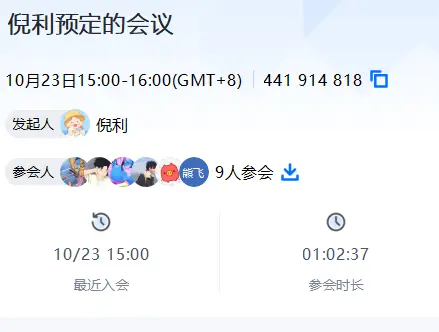 倪利预定的会议
10月23日15:00-16:00(GMT+8) 441 914 818
发起人 倪利
参会人 熊飞 9人参会
10/23 15:00 01:02:37
最近入会 参会时长